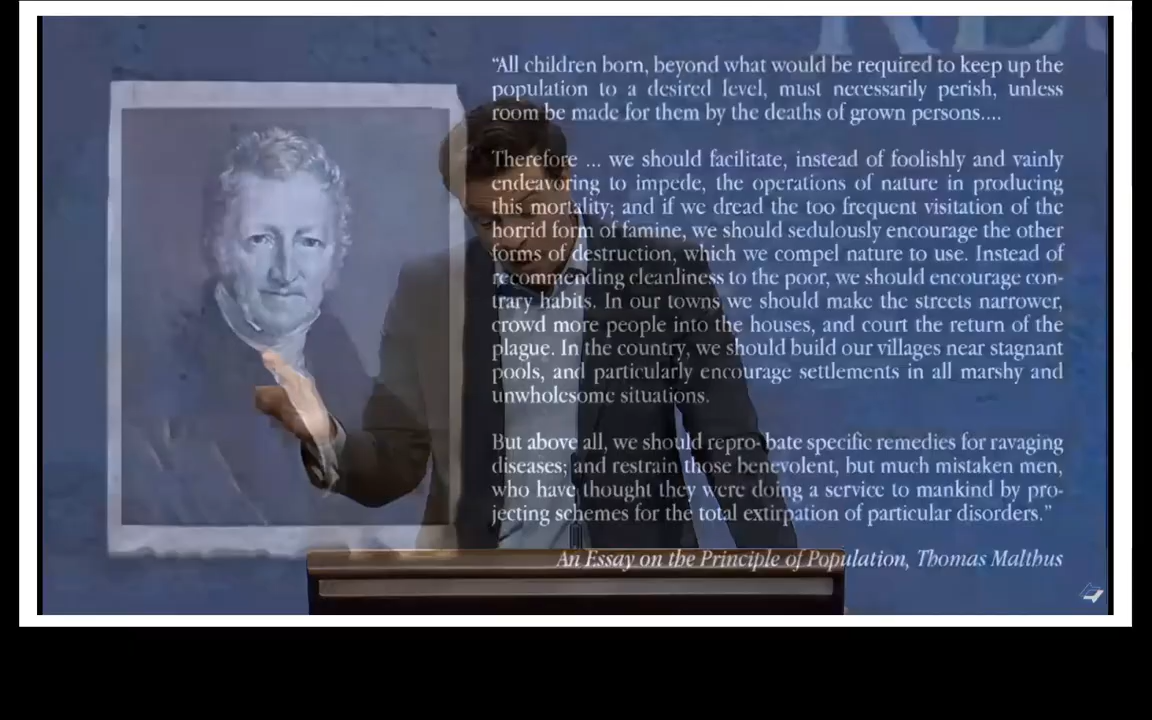 “All children born, beyond what would be required to keep up the
population to a desired level, must necessarily perish, unless
room be made for them by the deaths of grown persons....
Therefore ... we should facilitate, instead of foolishly and vainly
endeavoring to impede, the operations of nature in producing
this mortality; and if we dread the too frequent visitation of the
horrid form of famine, we should sedulously encourage the other
forms of destruction, which we compel nature to use. Instead of
recommending cleanliness to the poor, we should encourage con-
trary habits. In our towns we should make the streets narrower,
crowd more people into the houses, and court the return of the
plague. In the country, we should build our villages near stagnant
pools, and particularly encourage settlements in all marshy and
unwholesome situations.
But above all, we should repro- bate specific remedies for ravaging
diseases; and restrain those benevolent, but much mistaken men,
who have thought they were doing a service to mankind by pro-
jecting schemes for the total extirpation of particular disorders.”
An Essay on the Principle of Population, Thomas Malthus